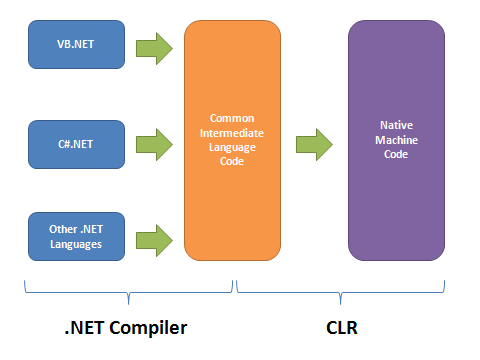 VB.NET
C#.NET
Other .NET
Languages
Common
Intermediate
Language
Code
Native
Machine
Code
.NET Compiler
CLR